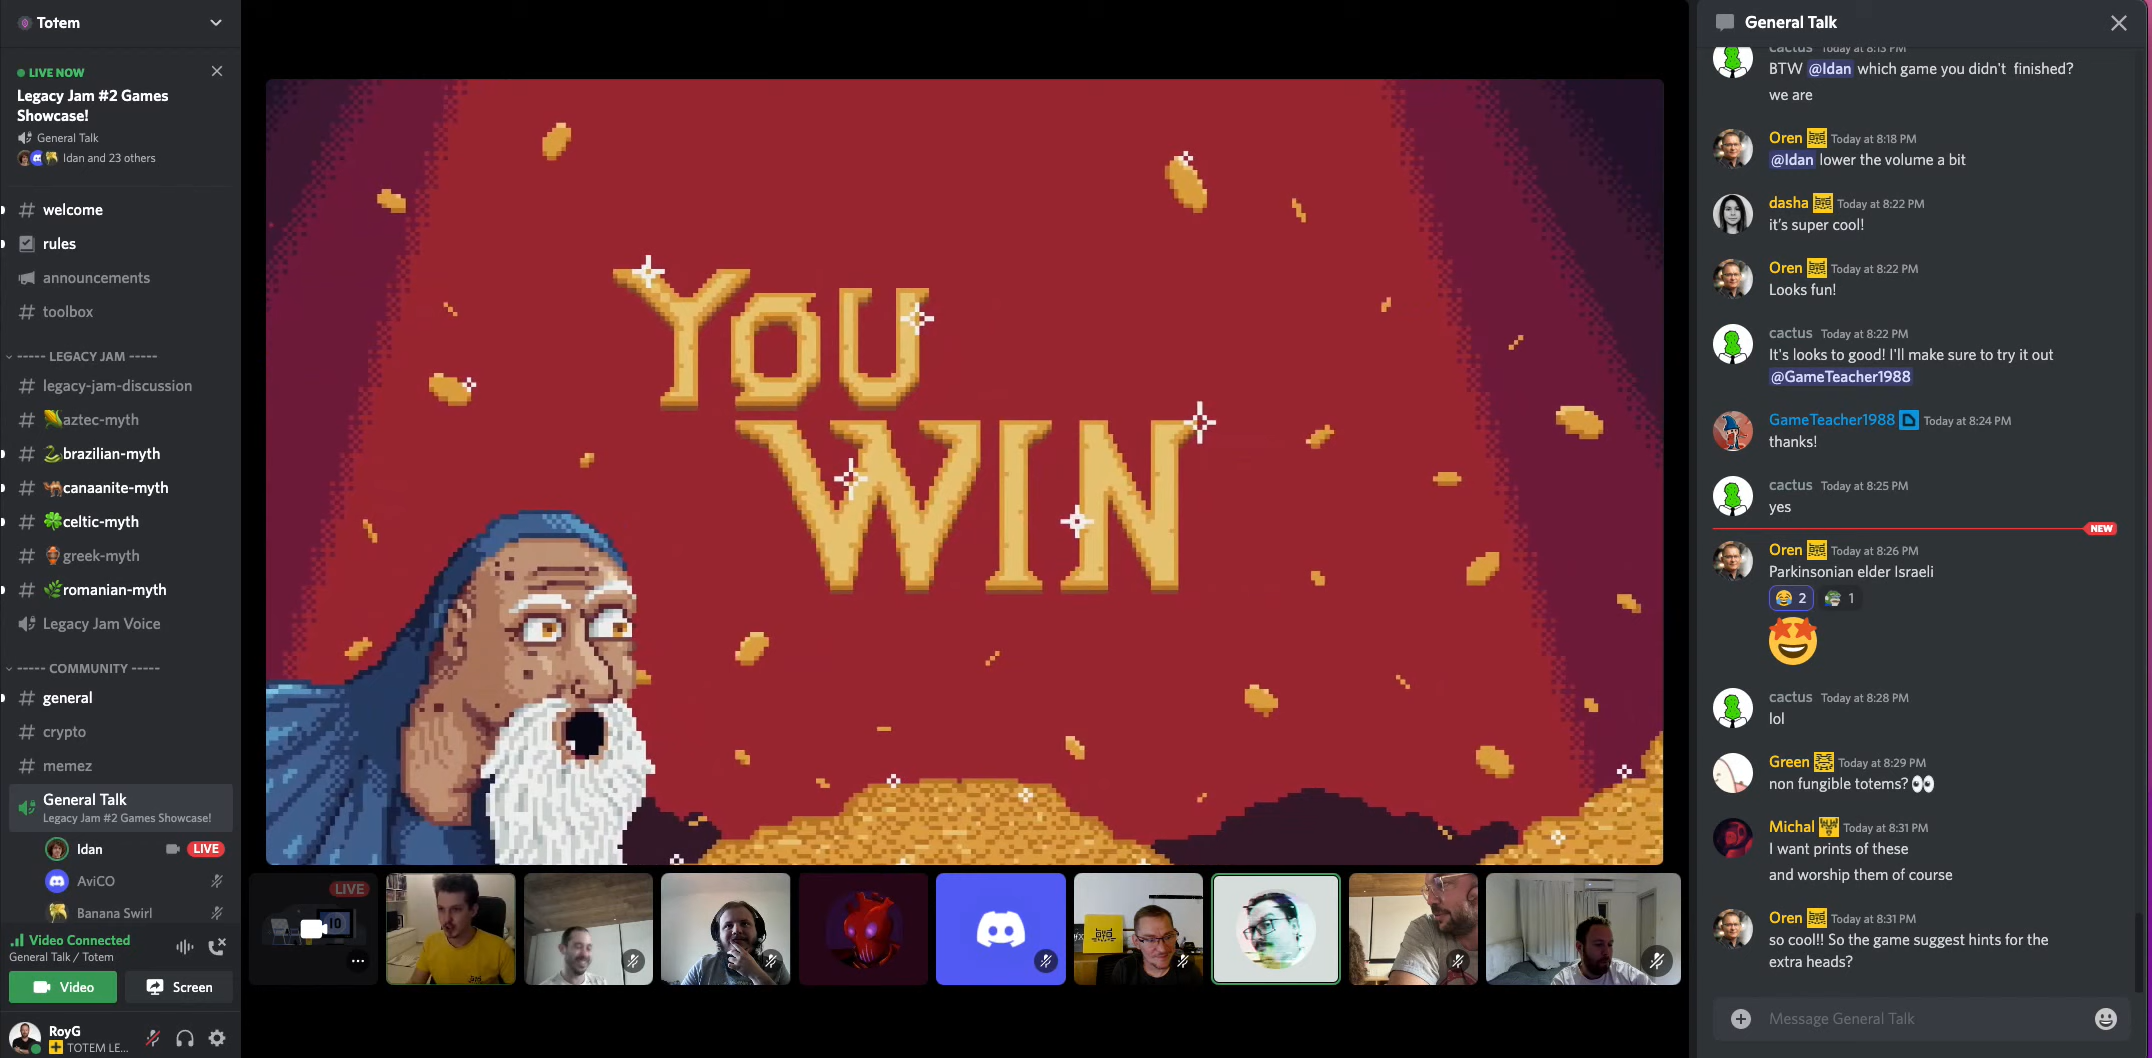 Totem
LIVE NOW
Legacy Jam #2 Games
Showcase!
General Talk
Idan and 23 others
welcome
rules
announcements
toolbox
----- LEGACY JAM -----
legacy-jam-discussion
aztec-myth
brazilian-myth
canaanite-myth
celtic-myth
greek-myth
romanian-myth
Legacy Jam Voice
----- COMMUNITY -----
general
crypto
memez
General Talk
Legacy Jam #2 Games Showcase!
Idan LIVE
AviCO
Banana Swirl
Video Connected
General Talk / Totem
Video Screen
RoyG
TOTEM LE...
YOU
WIN
LIVE
General Talk
cactus Today at 8:13 PM
BTW @Idan which game you didn't finished?
we are
Oren Today at 8:18 PM
@Idan lower the volume a bit
dasha Today at 8:22 PM
it's super cool!
Oren Today at 8:22 PM
Looks fun!
cactus Today at 8:22 PM
It's looks to good! I'll make sure to try it out
@GameTeacher1988
GameTeacher1988 Today at 8:24 PM
thanks!
cactus Today at 8:25 PM
yes
NEW
Oren Today at 8:26 PM
Parkinsonian elder Israeli
2 1
cactus Today at 8:28 PM
lol
Green Today at 8:29 PM
non fungible totems?
Michal Today at 8:31 PM
I want prints of these
and worship them of course
Oren Today at 8:31 PM
so cool!! So the game suggest hints for the
extra heads?
Message General Talk